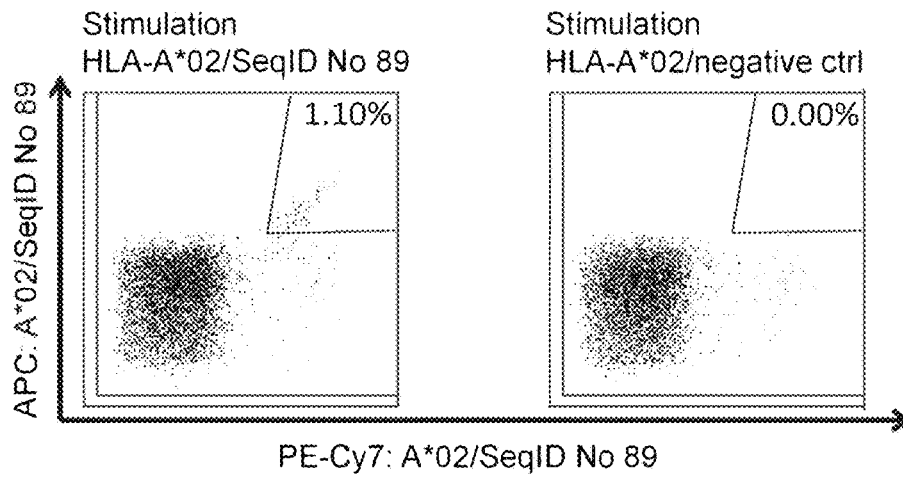 Stimulation
HLA-A*02/SeqID No 89
Stimulation
HLA-A*02/negative ctrl
1.10%
0.00%
APC: A*02/SeqID No 89
PE-Cy7: A*02/SeqID No 89